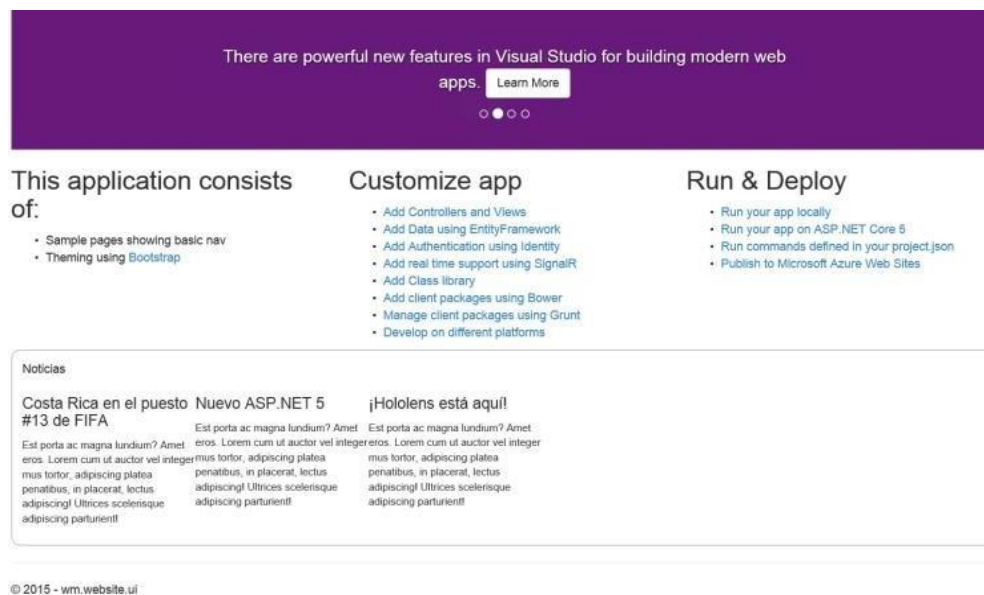 There are powerful new features in Visual Studio for building modern web
apps. Learn More
This application consists
of:
Sample pages showing basic nav
Theming using Bootstrap
Customize app
Add Controllers and Views
Add Data using EntityFramework
Add Authentication using Identity
Add real time support using SignalR
Add Class library
Add client packages using Bower
Manage client packages using Grunt
Develop on different platforms
Run & Deploy
Run your app locally
Run your app on ASP.NET Core 5
Run commands defined in your project.json
Publish to Microsoft Azure Web Sites
Noticias
Costa Rica en el puesto
#13 de FIFA
Est porta ac magna lundium? Amet
eros. Lorem cum ut auctor vel integer
mus tortor, adipiscing platea
penatibus, in placerat, lectus
adipiscing! Ultrices scelerisque
adipiscing parturient!
Nuevo ASP.NET 5
Est porta ac magna lundium? Amet
eros. Lorem cum ut auctor vel integer
mus tortor, adipiscing platea
penatibus, in placerat, lectus
adipiscing! Ultrices scelerisque
adipiscing parturient!
¡Hololens está aquí!
Est porta ac magna lundium? Amet
eros. Lorem cum ut auctor vel integer
mus tortor, adipiscing platea
penatibus, in placerat, lectus
adipiscing! Ultrices scelerisque
adipiscing parturient!
© 2015 - wm.website.ui